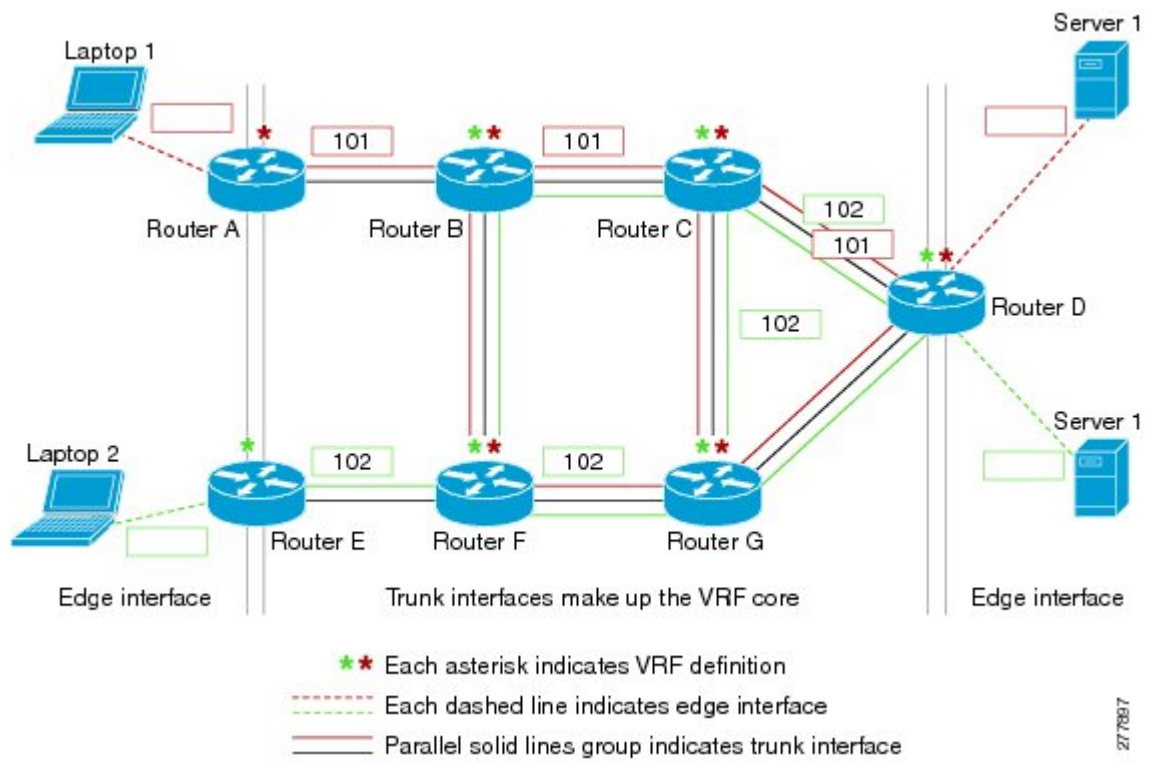 Server 1
Laptop 1
101
101
Router A
Router B
Router C
102
101
Router D
102
Server 1
Laptop 2
102
102
Router E
Router F
Router G
Edge interface
Trunk interfaces make up the VRF core
Edge interface
** Each asterisk indicates VRF definition
Each dashed line indicates edge interface
Parallel solid lines group indicates trunk interface
277897